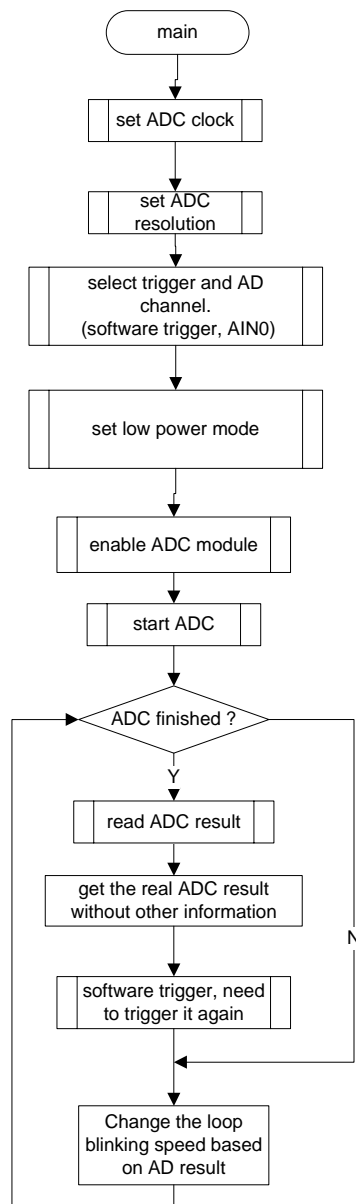 main
set ADC clock
set ADC
resolution
select trigger and AD
channel.
(software trigger, AIN0)
set low power mode
enable ADC module
start ADC
ADC finished ?
Y
read ADC result
get the real ADC result
without other information
N
software trigger, need
to trigger it again
Change the loop
blinking speed based
on AD result